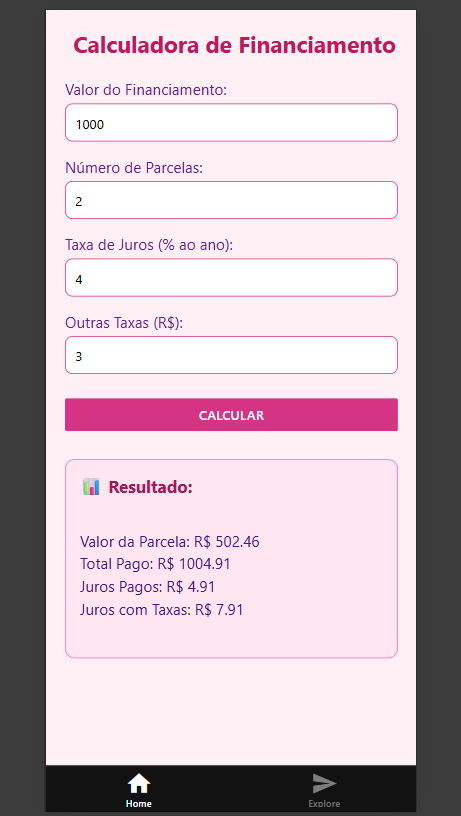 Calculadora de Financiamento
Valor do Financiamento:
1000
Número de Parcelas:
2
Taxa de Juros (% ao ano):
4
Outras Taxas (R$):
3
CALCULAR
📊 Resultado:
Valor da Parcela: R$ 502.46
Total Pago: R$ 1004.91
Juros Pagos: R$ 4.91
Juros com Taxas: R$ 7.91
Home
Explore